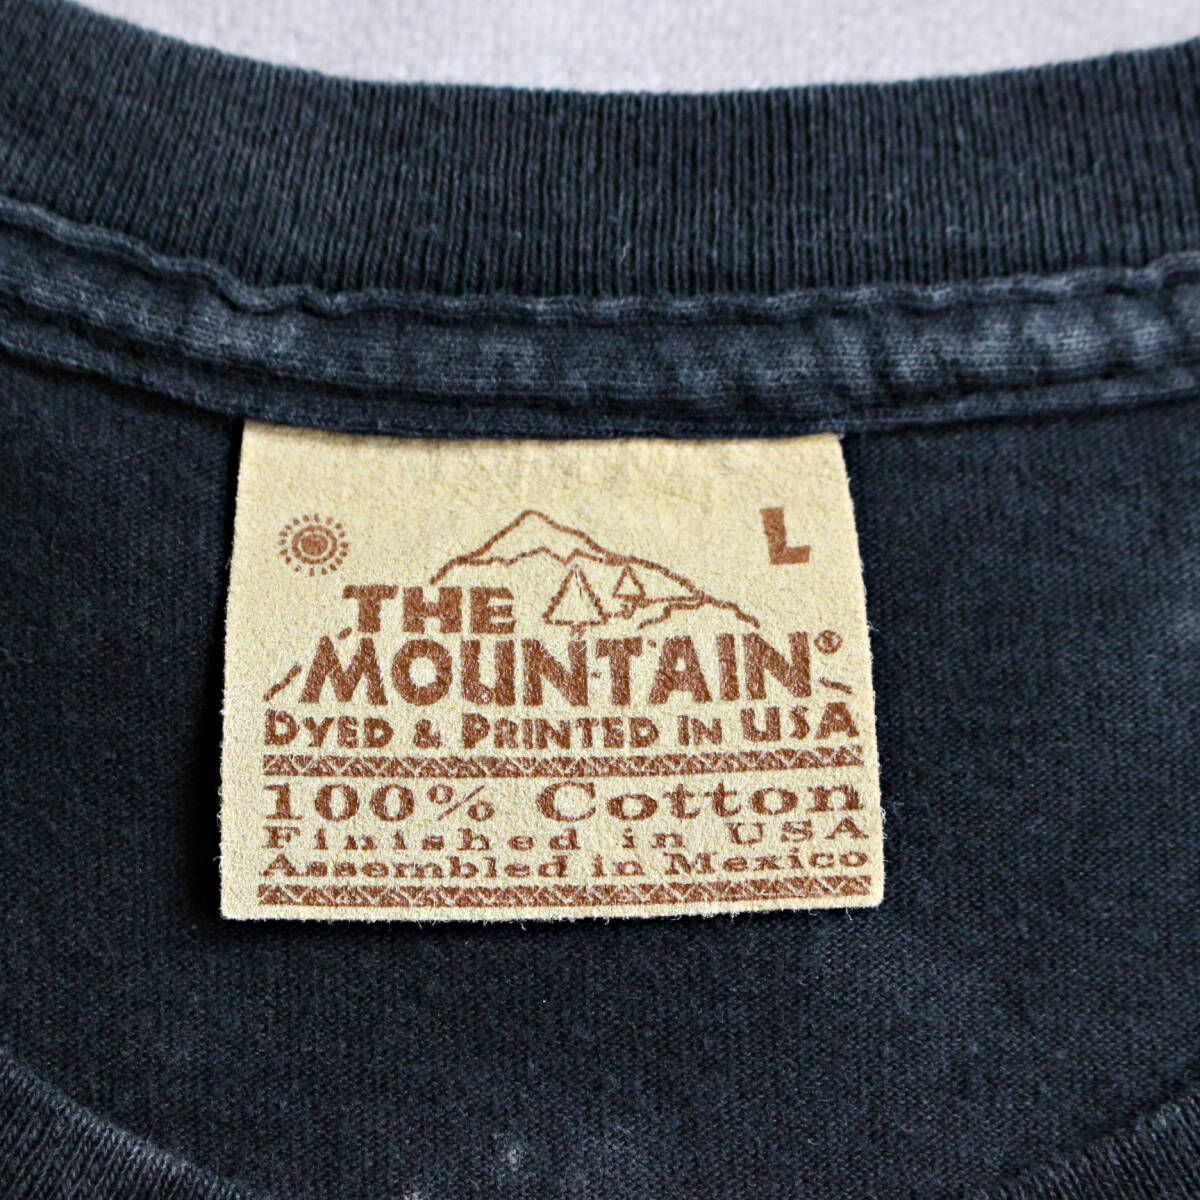 L
THE
MOUNTAIN®
DYED & PRINTED IN USA
100% Cotton
Finished in USA
Assembled in Mexico